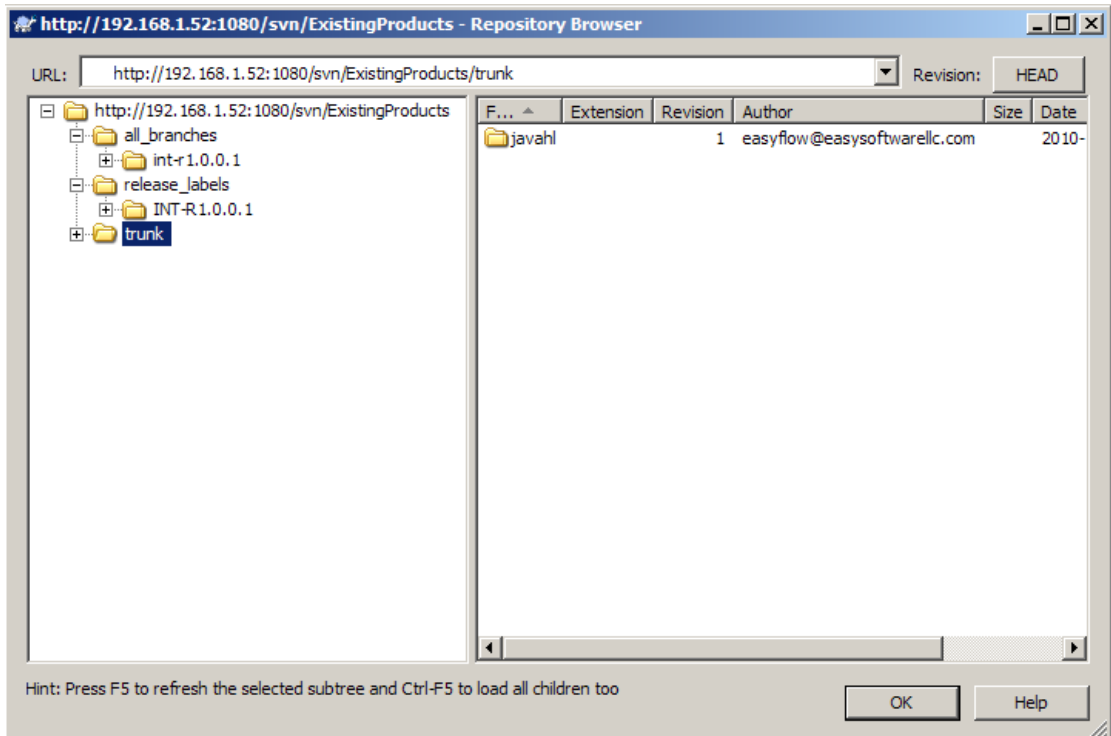 http://192.168.1.52:1080/svn/ExistingProducts - Repository Browser
URL: http://192.168.1.52:1080/svn/ExistingProducts/trunk Revision: HEAD
http://192.168.1.52:1080/svn/ExistingProducts
all_branches
int-r1.0.0.1
release_labels
INT-R1.0.0.1
trunk
F... Extension Revision Author Size Date
javahl 1 easyflow@easysoftwarellc.com 2010-
Hint: Press F5 to refresh the selected subtree and Ctrl-F5 to load all children too
OK Help